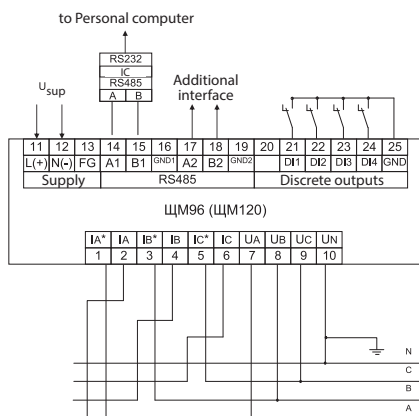 to Personal computer
RS232
IC
RS485
A B
Usup
Additional
interface
11 12 13 14 15 16 17 18 19 20 21 22 23 24 25
L(+) N(-) FG A1 B1 GND1 A2 B2 GND2 DI1 DI2 DI3 DI4 GND
Supply RS485 Discrete outputs
ЩМ96 (ЩМ120)
IA* IA IB* IB IC* IC UA UB UC UN
1 2 3 4 5 6 7 8 9 10
N
C
B
A